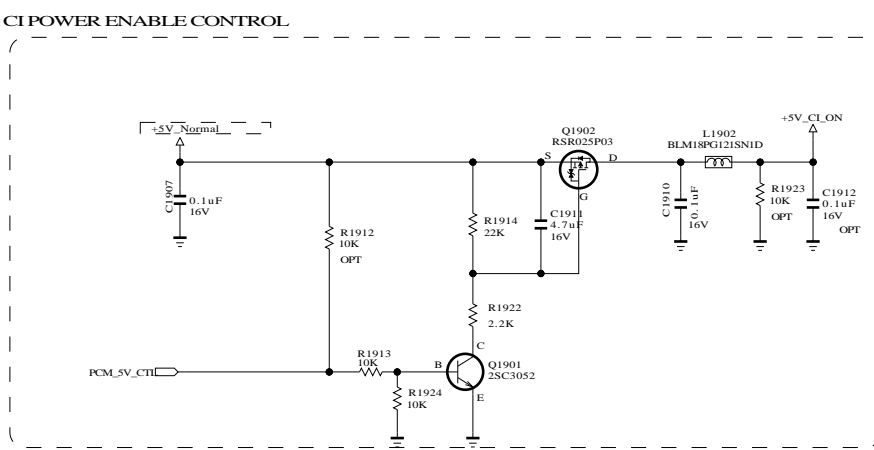 CI POWER ENABLE CONTROL
+5V_Normal
Q1902
RSR025P03
S
D
G
L1902
BLM18PG121SN1D
+5V_CI_ON
C1907
0.1uF
16V
R1912
10K
OPT
R1914
22K
C1911
4.7uF
16V
C1910
0.1uF
16V
R1923
10K
OPT
C1912
0.1uF
16V
OPT
R1922
2.2K
PCM_5V_CTL
R1913
10K
B
C
Q1901
2SC3052
E
R1924
10K